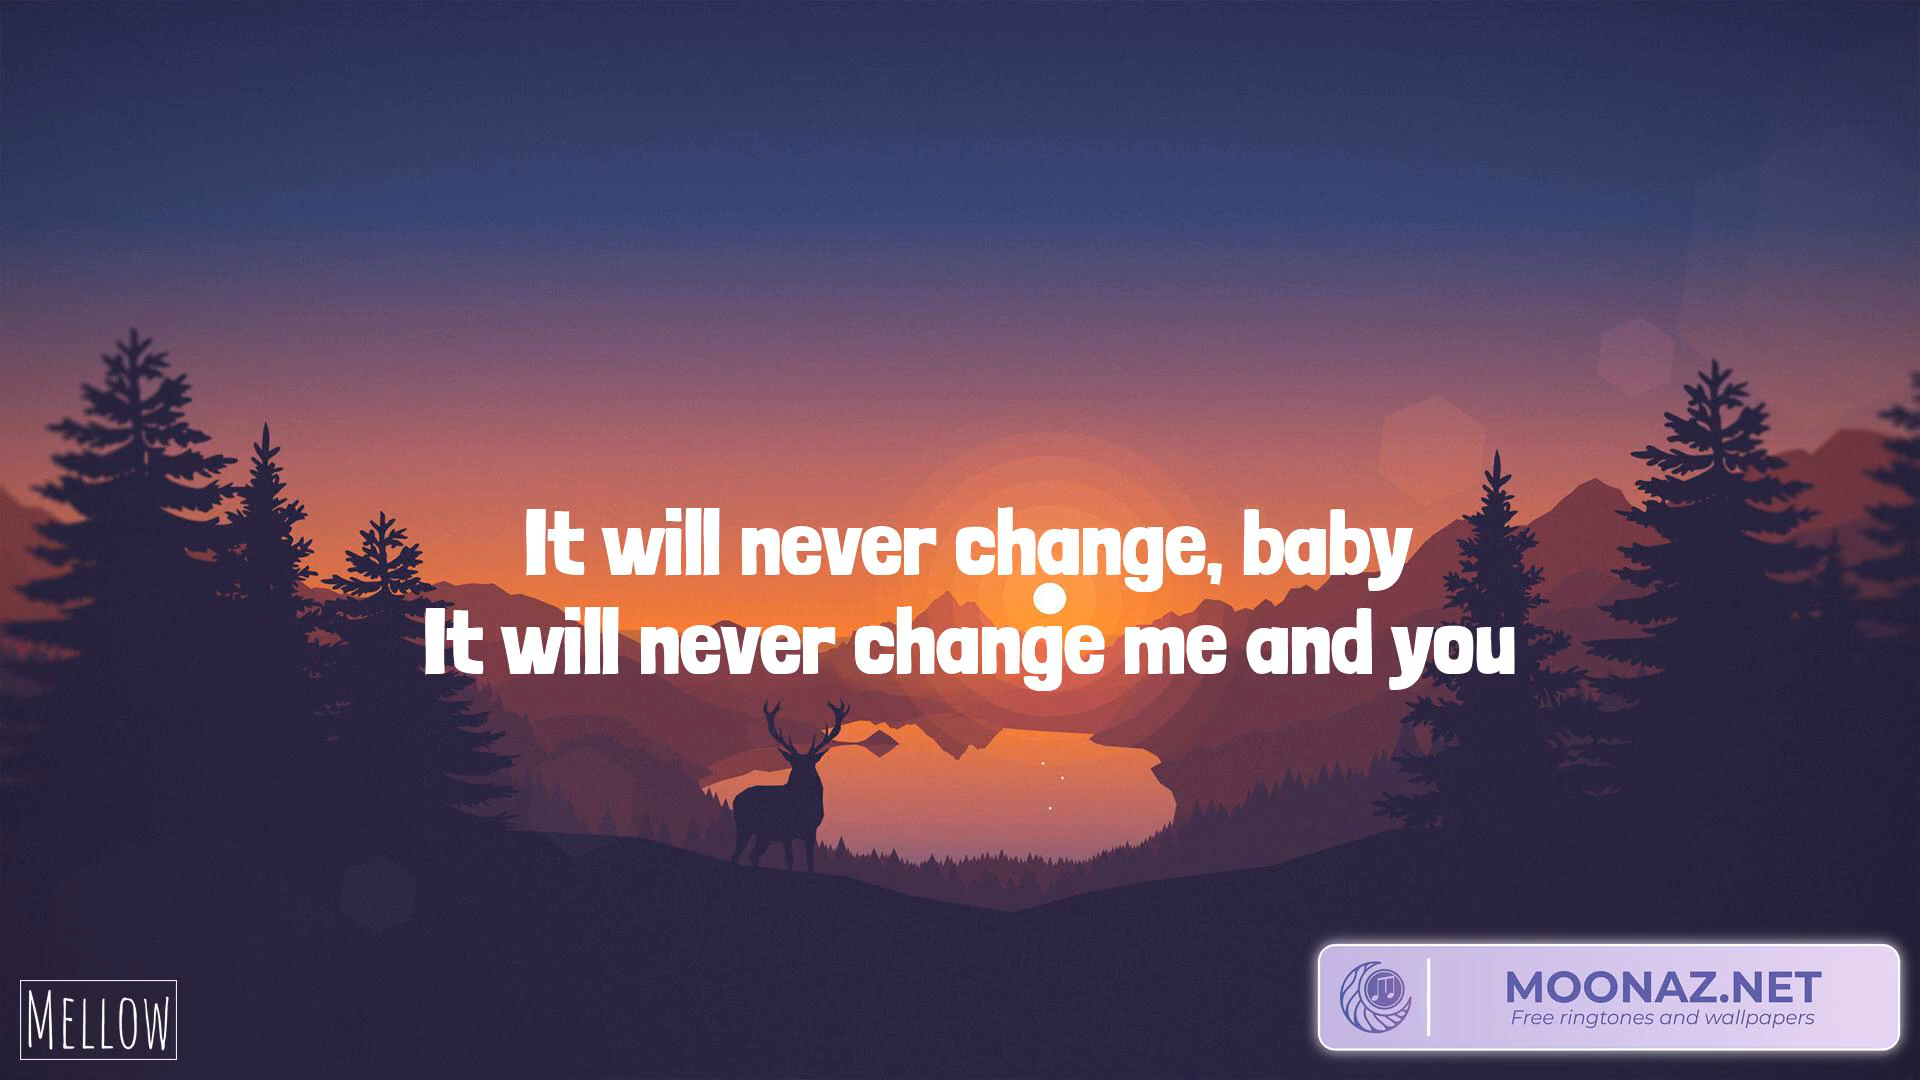 It will never change, baby
It will never change me and you
MELLOW
MOONAZ.NET
Free ringtones and wallpapers